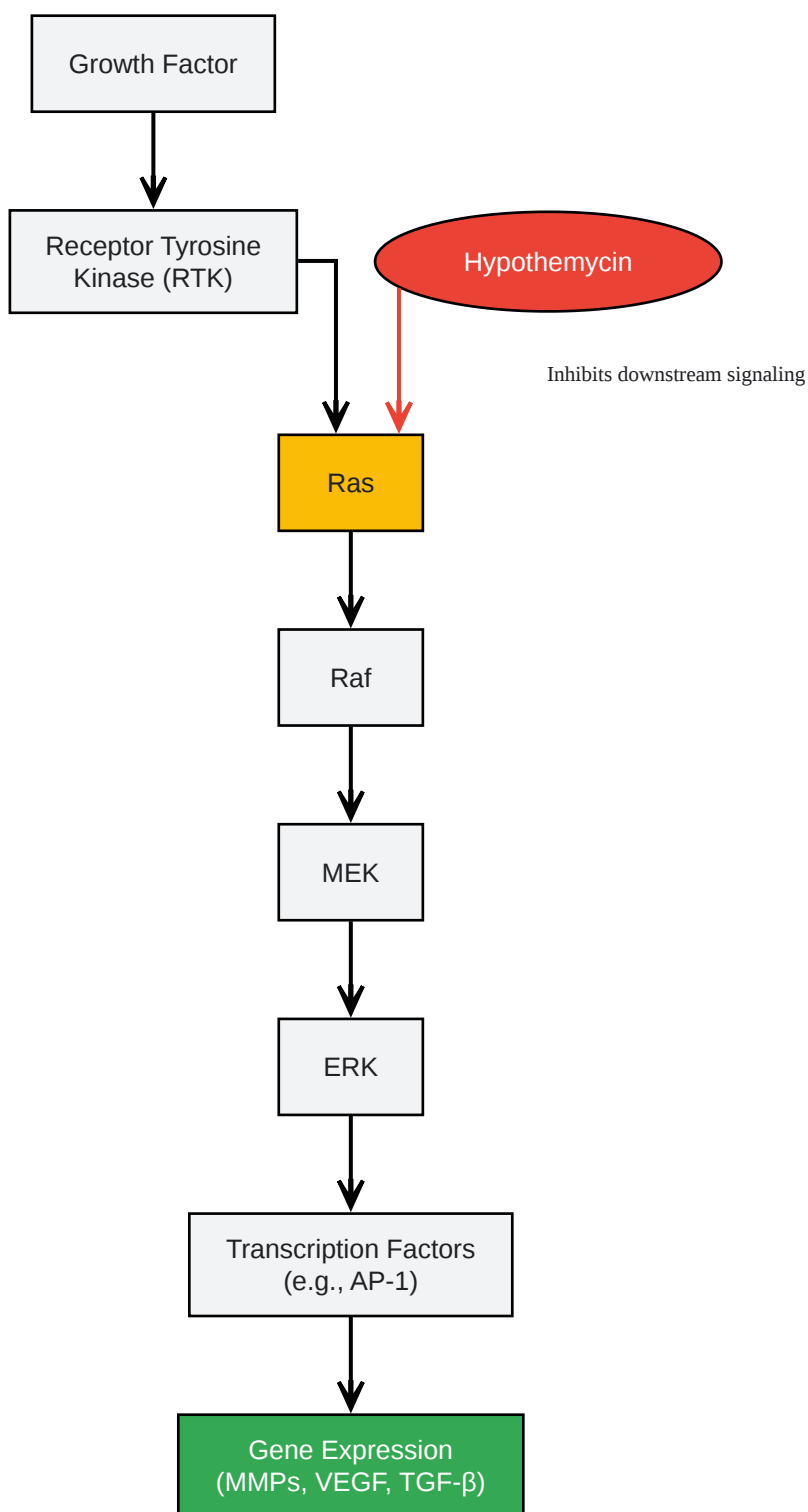 Growth Factor
Receptor Tyrosine
Kinase (RTK)
Hypothemycin
Inhibits downstream signaling
Ras
Raf
MEK
ERK
Transcription Factors
(e.g., AP-1)
Gene Expression
(MMPs, VEGF, TGF-β)